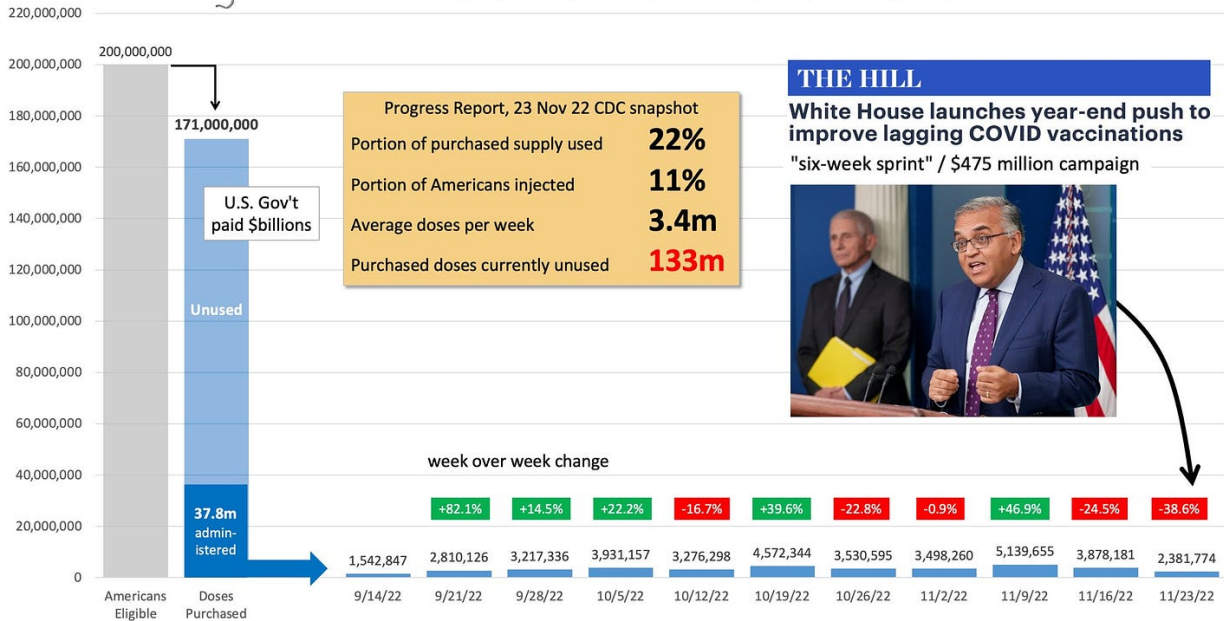 220,000,000
200,000,000
180,000,000
160,000,000
140,000,000
120,000,000
100,000,000
80,000,000
60,000,000
40,000,000
20,000,000
0
200,000,000
171,000,000
U.S. Gov't
paid $billions
Unused
37.8m
admin-
istered
Progress Report, 23 Nov 22 CDC snapshot
Portion of purchased supply used 22%
Portion of Americans injected 11%
Average doses per week 3.4m
Purchased doses currently unused 133m
THE HILL
White House launches year-end push to
improve lagging COVID vaccinations
"six-week sprint" / $475 million campaign
week over week change
+82.1% +14.5% +22.2% -16.7% +39.6% -22.8% -0.9% +46.9% -24.5% -38.6%
1,542,847 2,810,126 3,217,336 3,931,157 3,276,298 4,572,344 3,530,595 3,498,260 5,139,655 3,878,181 2,381,774
Americans
Eligible
Doses
Purchased
9/14/22 9/21/22 9/28/22 10/5/22 10/12/22 10/19/22 10/26/22 11/2/22 11/9/22 11/16/22 11/23/22